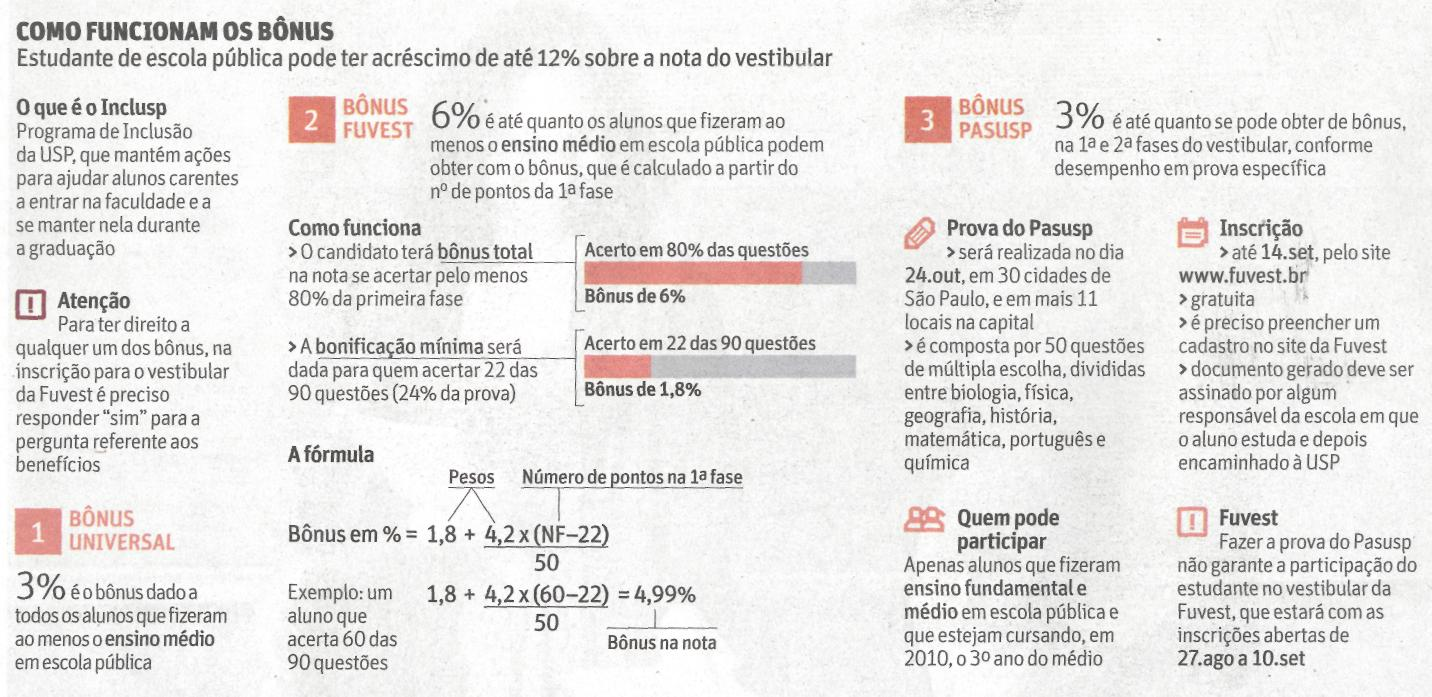 COMO FUNCIONAM OS BÔNUS
Estudante de escola pública pode ter acréscimo de até 12% sobre a nota do vestibular
O que é o Inclusp
Programa de Inclusão
da USP, que mantém ações
para ajudar alunos carentes
a entrar na faculdade e a
se manter nela durante
a graduação
! Atenção
Para ter direito a
qualquer um dos bônus, na
inscrição para o vestibular
da Fuvest é preciso
responder "sim" para a
pergunta referente aos
benefícios
1 BÔNUS
UNIVERSAL
3% é o bônus dado a
todos os alunos que fizeram
ao menos o ensino médio
em escola pública
2 BÔNUS
FUVEST
6% é até quanto os alunos que fizeram ao
menos o ensino médio em escola pública podem
obter com o bônus, que é calculado a partir do
nº de pontos da 1ª fase
Como funciona
> O candidato terá bônus total
na nota se acertar pelo menos
80% da primeira fase
Acerto em 80% das questões
Bônus de 6%
> A bonificação mínima será
dada para quem acertar 22 das
90 questões (24% da prova)
Acerto em 22 das 90 questões
Bônus de 1,8%
A fórmula
Pesos
Número de pontos na 1ª fase
Bônus em % = 1,8 + 4,2 x (NF–22)
50
Exemplo: um
aluno que
acerta 60 das
90 questões
1,8 + 4,2 x (60–22) = 4,99%
50
Bônus na nota
3 BÔNUS
PASUSP
3% é até quanto se pode obter de bônus,
na 1ª e 2ª fases do vestibular, conforme
desempenho em prova específica
Prova do Pasusp
> será realizada no dia
24.out, em 30 cidades de
São Paulo, e em mais 11
locais na capital
> é composta por 50 questões
de múltipla escolha, divididas
entre biologia, física,
geografia, história,
matemática, português e
química
Inscrição
> até 14.set, pelo site
www.fuvest.br
> gratuita
> é preciso preencher um
cadastro no site da Fuvest
> documento gerado deve ser
assinado por algum
responsável da escola em que
o aluno estuda e depois
encaminhado à USP
Quem pode
participar
Apenas alunos que fizeram
ensino fundamental e
médio em escola pública e
que estejam cursando, em
2010, o 3º ano do médio
! Fuvest
Fazer a prova do Pasusp
não garante a participação do
estudante no vestibular da
Fuvest, que estará com as
inscrições abertas de
27.ago a 10.set